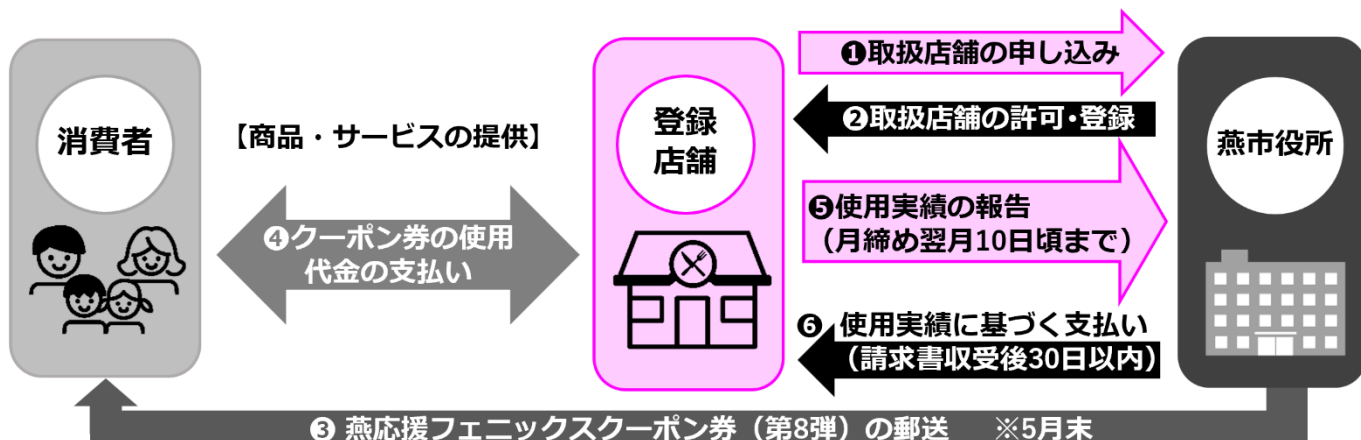 消費者
【商品・サービスの提供】
❹クーポン券の使用
代金の支払い
登録
店舗
❶取扱店舗の申し込み
❷取扱店舗の許可・登録
❺使用実績の報告
（月締め翌月10日頃まで）
❻ 使用実績に基づく支払い
（請求書収受後30日以内）
燕市役所
❸ 燕応援フェニックスクーポン券（第8弾）の郵送 ※5月末